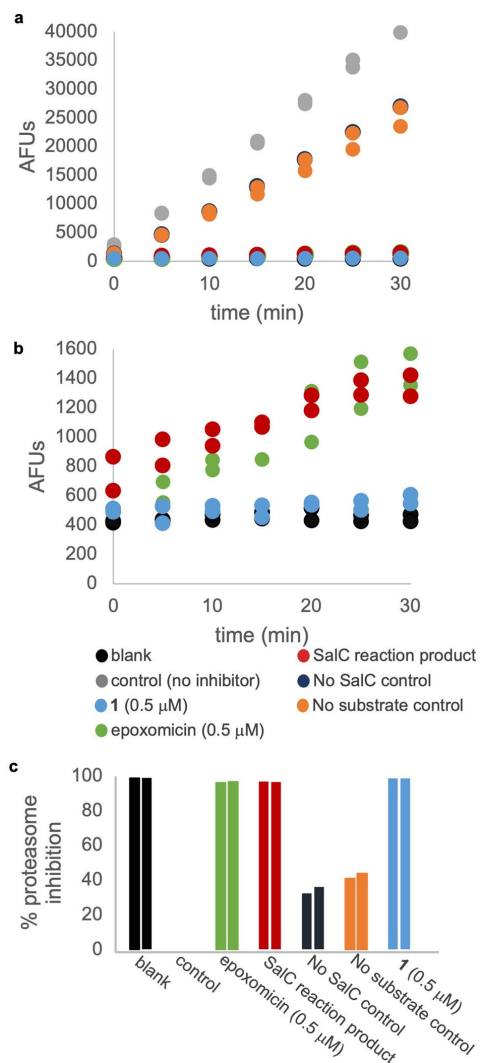 a
40000
35000
30000
25000
20000
15000
10000
5000
0
AFUs
0 10 20 30
time (min)
b
1600
1400
1200
1000
800
600
400
200
0
AFUs
0 10 20 30
time (min)
blank
control (no inhibitor)
1 (0.5 μM)
epoxomicin (0.5 μM)
SalC reaction product
No SalC control
No substrate control
c
100
80
60
40
20
0
% proteasome
inhibition
blank
control
epoxomicin (0.5 μM)
SalC reaction product
No SalC control
No substrate control
1 (0.5 μM)